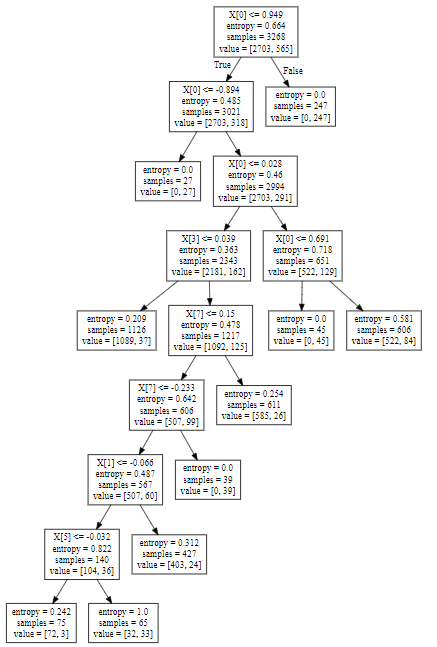 X[0] <= 0.949
entropy = 0.664
samples = 3268
value = [2703, 565]
True
False
X[0] <= -0.894
entropy = 0.485
samples = 3021
value = [2703, 318]
entropy = 0.0
samples = 247
value = [0, 247]
entropy = 0.0
samples = 27
value = [0, 27]
X[0] <= 0.028
entropy = 0.46
samples = 2994
value = [2703, 291]
X[3] <= 0.039
entropy = 0.363
samples = 2343
value = [2181, 162]
X[0] <= 0.691
entropy = 0.718
samples = 651
value = [522, 129]
entropy = 0.209
samples = 1126
value = [1089, 37]
X[7] <= 0.15
entropy = 0.478
samples = 1217
value = [1092, 125]
entropy = 0.0
samples = 45
value = [0, 45]
entropy = 0.581
samples = 606
value = [522, 84]
X[7] <= -0.233
entropy = 0.642
samples = 606
value = [507, 99]
entropy = 0.254
samples = 611
value = [585, 26]
X[1] <= -0.066
entropy = 0.487
samples = 567
value = [507, 60]
entropy = 0.0
samples = 39
value = [0, 39]
X[5] <= -0.032
entropy = 0.822
samples = 140
value = [104, 36]
entropy = 0.312
samples = 427
value = [403, 24]
entropy = 0.242
samples = 75
value = [72, 3]
entropy = 1.0
samples = 65
value = [32, 33]